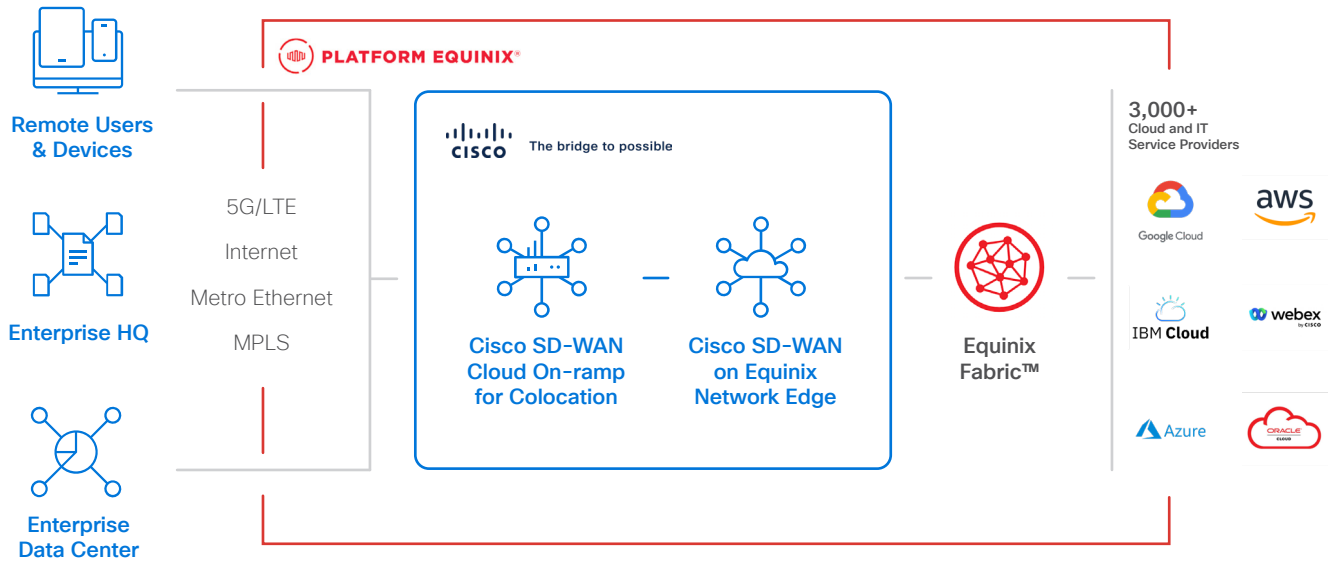 PLATFORM EQUINIX®
Remote Users
& Devices
Enterprise HQ
Enterprise
Data Center
5G/LTE
Internet
Metro Ethernet
MPLS
CISCO
The bridge to possible
Cisco SD-WAN
Cloud On-ramp
for Colocation
Cisco SD-WAN
on Equinix
Network Edge
Equinix
Fabric™
3,000+
Cloud and IT
Service Providers
Google Cloud
aws
IBM Cloud
webex
by CISCO
Azure
ORACLE
CLOUD